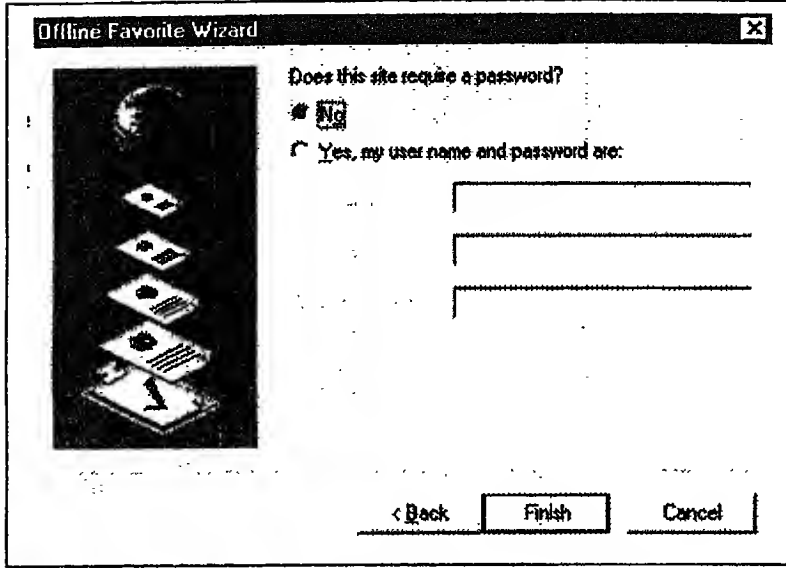 Offline Favorite Wizard
Does this site require a password?
No
Yes, my user name and password are:
< Back Finish Cancel